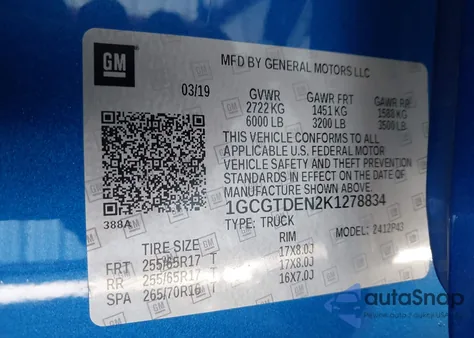 GM
MFD BY GENERAL MOTORS LLC
03/19
GVWR GAWR FRT GAWR RR
2722 KG 1451 KG 1588 KG
6000 LB 3200 LB 3500 LB
THIS VEHICLE CONFORMS TO ALL
APPLICABLE U.S. FEDERAL MOTOR
VEHICLE SAFETY AND THEFT PREVENTION
STANDARDS IN EFFECT ON THE DATE OF
MANUFACTURE SHOWN ABOVE.
1GCGTDEN2K1278834
388A
TYPE: TRUCK MODEL: 2412P43
TIRE SIZE RIM
FRT 255/65R17 T 17X8.0J
RR 255/65R17 T 17X8.0J
SPA 265/70R16 T 16X7.0J
autoSnap